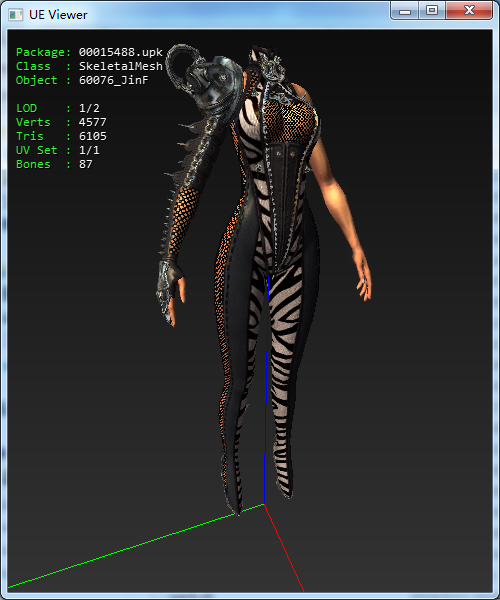 UE Viewer
Package: 00015488.upk
Class : SkeletalMesh
Object : 60076_JinF
LOD : 1/2
Verts : 4577
Tris : 6105
UV Set : 1/1
Bones : 87